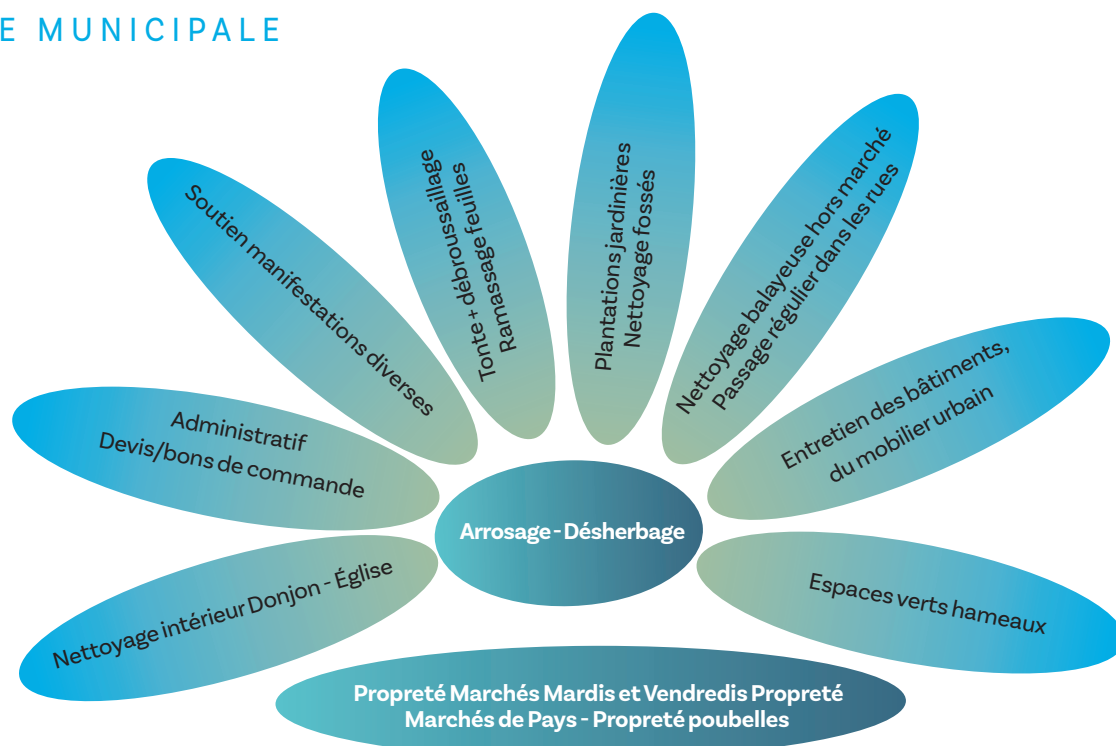 E MUNICIPALE
Nettoyage intérieur Donjon - Église
Administratif
Devis/bons de commande
Soutien manifestations diverses
Tonte + débroussaillage
Ramassage feuilles
Plantations jardinières
Nettoyage fossés
Nettoyage balayeuse hors marché
Passage régulier dans les rues
Entretien des bâtiments,
du mobilier urbain
Espaces verts hameaux
Arrosage - Désherbage
Propreté Marchés Mardis et Vendredis Propreté
Marchés de Pays - Propreté poubelles